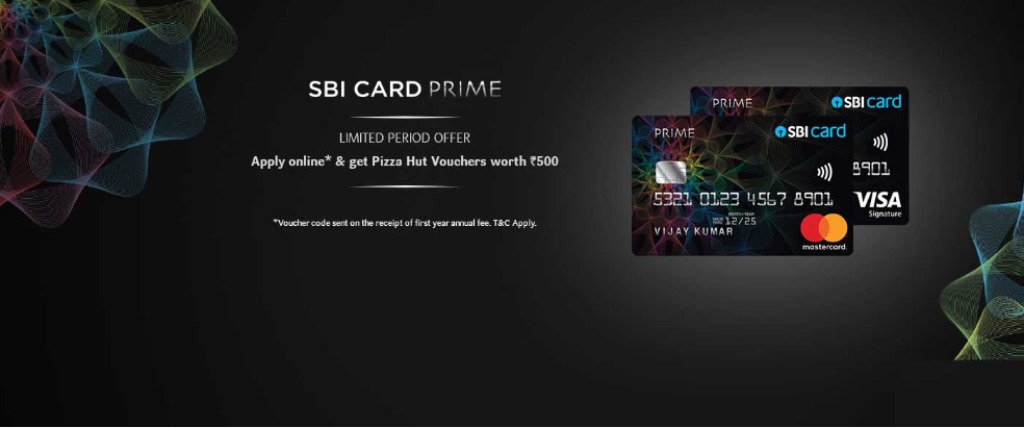 SBI CARD PRIME
LIMITED PERIOD OFFER
Apply online* & get Pizza Hut Vouchers worth ₹500
*Voucher code sent on the receipt of first year annual fee. T&C Apply.
PRIME
SBI card
8901
VISA
Signature
PRIME
SBI card
5321 0123 4567 8901
MONTH/YEAR
12/25
VIJAY KUMAR
mastercard.